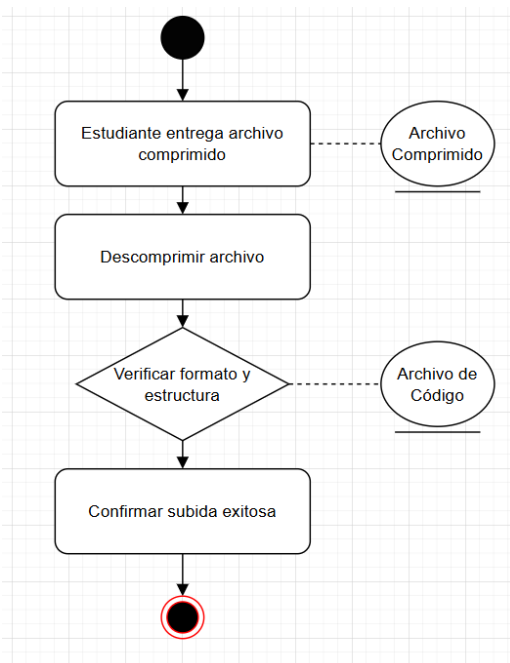 Estudiante entrega archivo
comprimido
Archivo
Comprimido
Descomprimir archivo
Verificar formato y
estructura
Archivo de
Código
Confirmar subida exitosa